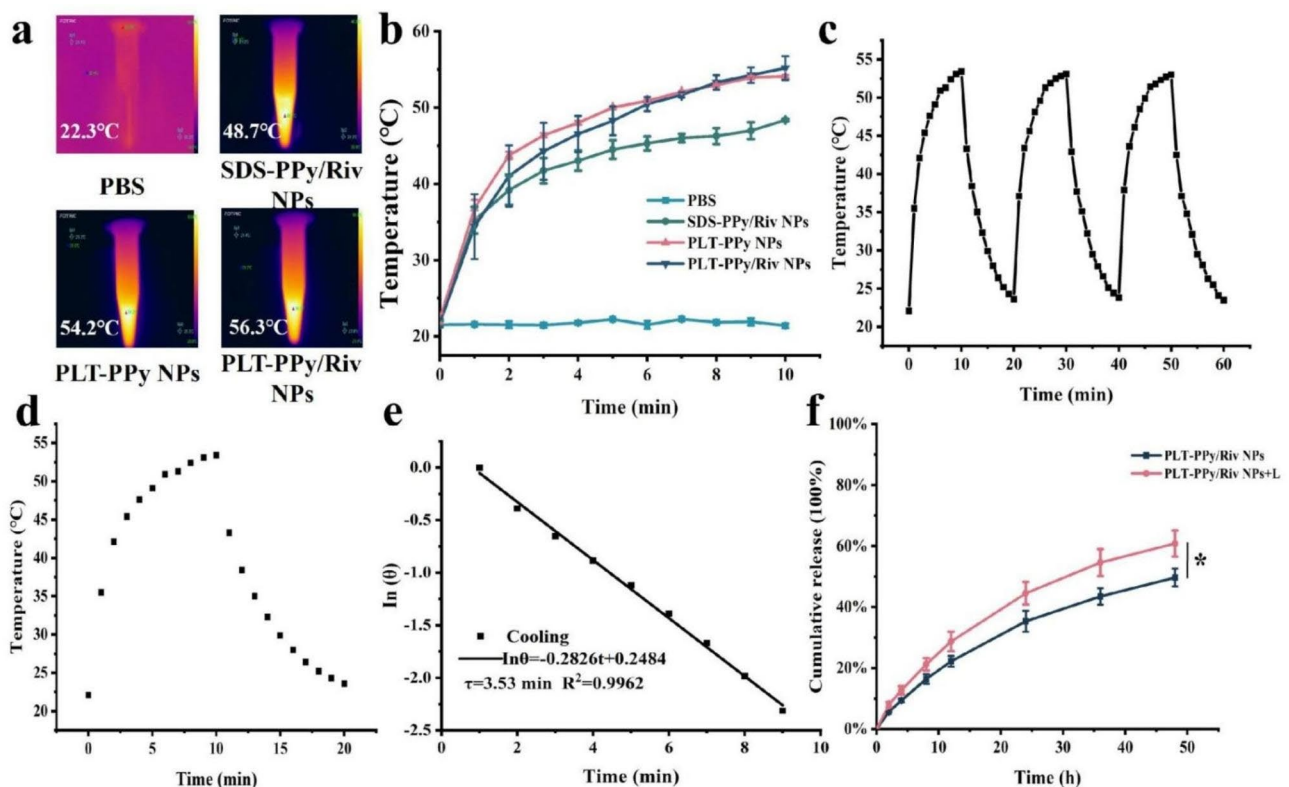 a
22.3°C
PBS
48.7°C
SDS-PPy/Riv
NPs
54.2°C
PLT-PPy NPs
56.3°C
PLT-PPy/Riv
NPs
b
Temperature (°C)
60
50
40
30
20
0
2
4
6
8
10
Time (min)
PBS
SDS-PPy/Riv NPs
PLT-PPy NPs
PLT-PPy/Riv NPs
c
Temperature (°C)
55
50
45
40
35
30
25
20
0
10
20
30
40
50
60
Time (min)
d
Temperature (°C)
55
50
45
40
35
30
25
20
0
5
10
15
20
Time (min)
e
In (θ)
0.0
-0.5
-1.0
-1.5
-2.0
-2.5
0
2
4
6
8
10
Time (min)
Cooling
Inθ=-0.2826t+0.2484
τ=3.53 min R²=0.9962
f
Cumulative release (100%)
100%
80%
60%
40%
20%
0%
0
10
20
30
40
50
Time (h)
PLT-PPy/Riv NPs
PLT-PPy/Riv NPs+L
*